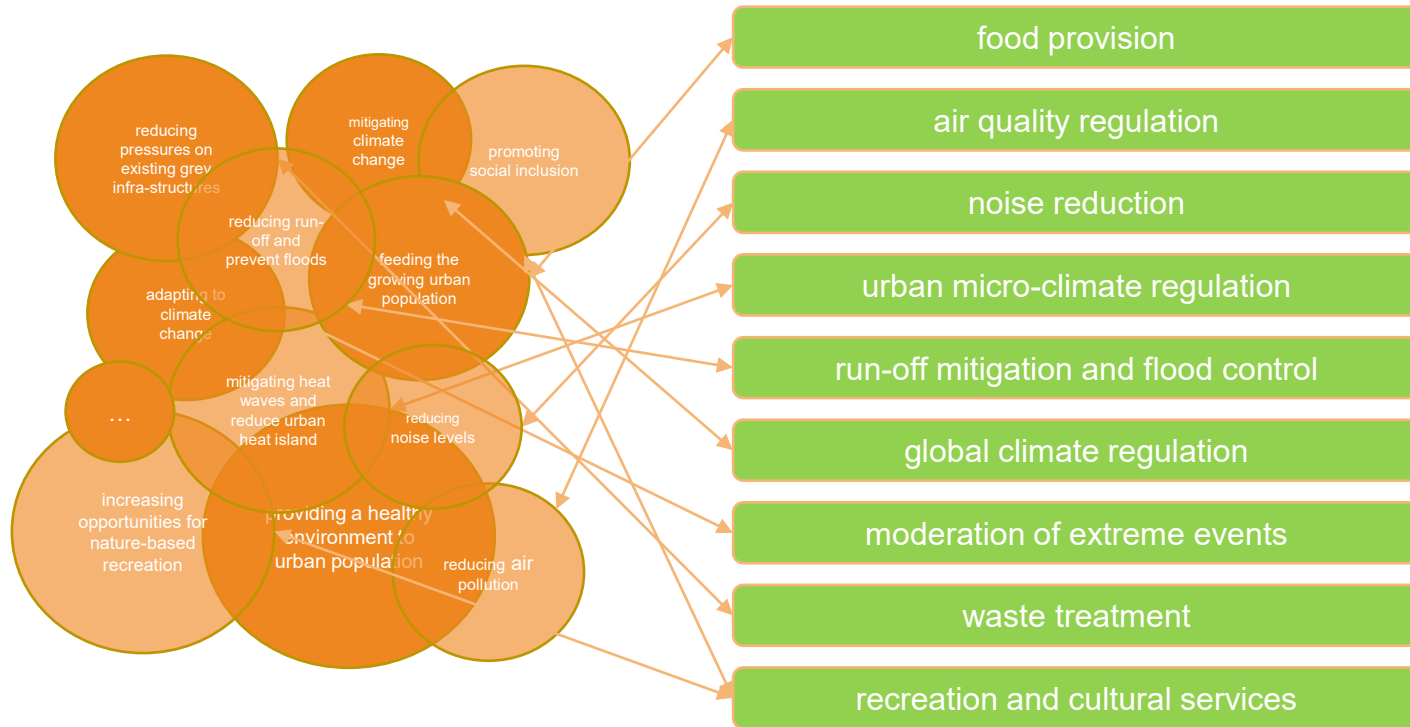 reducing
pressures on
existing grey
infra-structures
mitigating
climate
change
promoting
social inclusion
reducing run-
off and
prevent floods
feeding the
growing urban
population
adapting to
climate
change
mitigating heat
waves and
reduce urban
heat island
...
reducing
noise levels
increasing
opportunities for
nature-based
recreation
providing a healthy
environment to
urban population
reducing air
pollution
food provision
air quality regulation
noise reduction
urban micro-climate regulation
run-off mitigation and flood control
global climate regulation
moderation of extreme events
waste treatment
recreation and cultural services